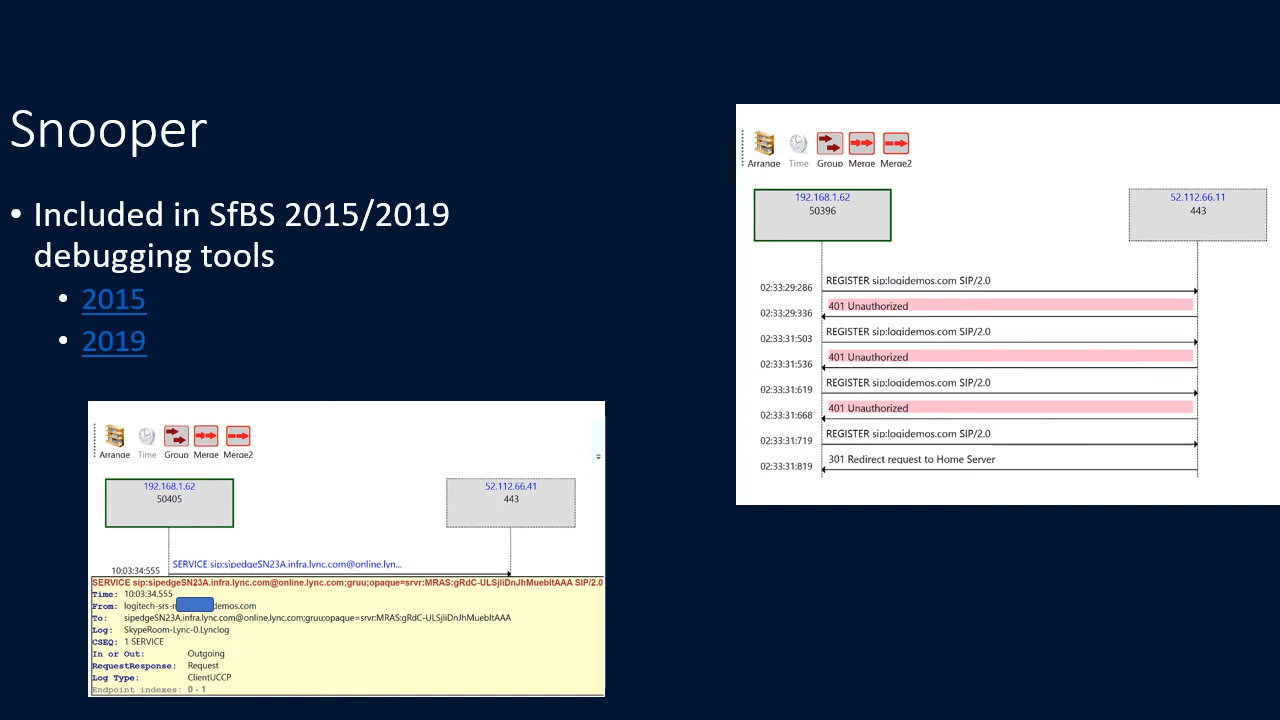 Snooper
• Included in SfBS 2015/2019
debugging tools
• 2015
• 2019
Arrange Time Group Merge Merge2
192.168.1.62
50405
52.112.66.41
443
SERVICE sip:sipedgeSN23A.infra.lync.com@online.lyn...
10:03:34:555
SERVICE sip:sipedgeSN23A.infra.lync.com@online.lync.com;gruu;opaque=srvr:MRAS:gRdC-ULSjliDnJhMuebItAAA SIP/2.0
Time: 10:03:34.555
From: logitech-srs-n demos.com
To: sipedgeSN23A.infra.lync.com@online.lync.com;gruu;opaque=srvr:MRAS:gRdC-ULSjliDnJhMuebItAAA
Log: SkypeRoom-Lync-0.Lynclog
CSEQ: 1 SERVICE
In or Out: Outgoing
RequestResponse: Request
Log Type: ClientUCCP
Endpoint indexes: 0 - 1
Arrange Time Group Merge Merge2
192.168.1.62
50396
52.112.66.11
443
REGISTER sip:logidemos.com SIP/2.0
02:33:29:286
401 Unauthorized
02:33:29:336
REGISTER sip:logidemos.com SIP/2.0
02:33:31:503
401 Unauthorized
02:33:31:536
REGISTER sip:logidemos.com SIP/2.0
02:33:31:619
401 Unauthorized
02:33:31:668
REGISTER sip:logidemos.com SIP/2.0
02:33:31:719
301 Redirect request to Home Server
02:33:31:819